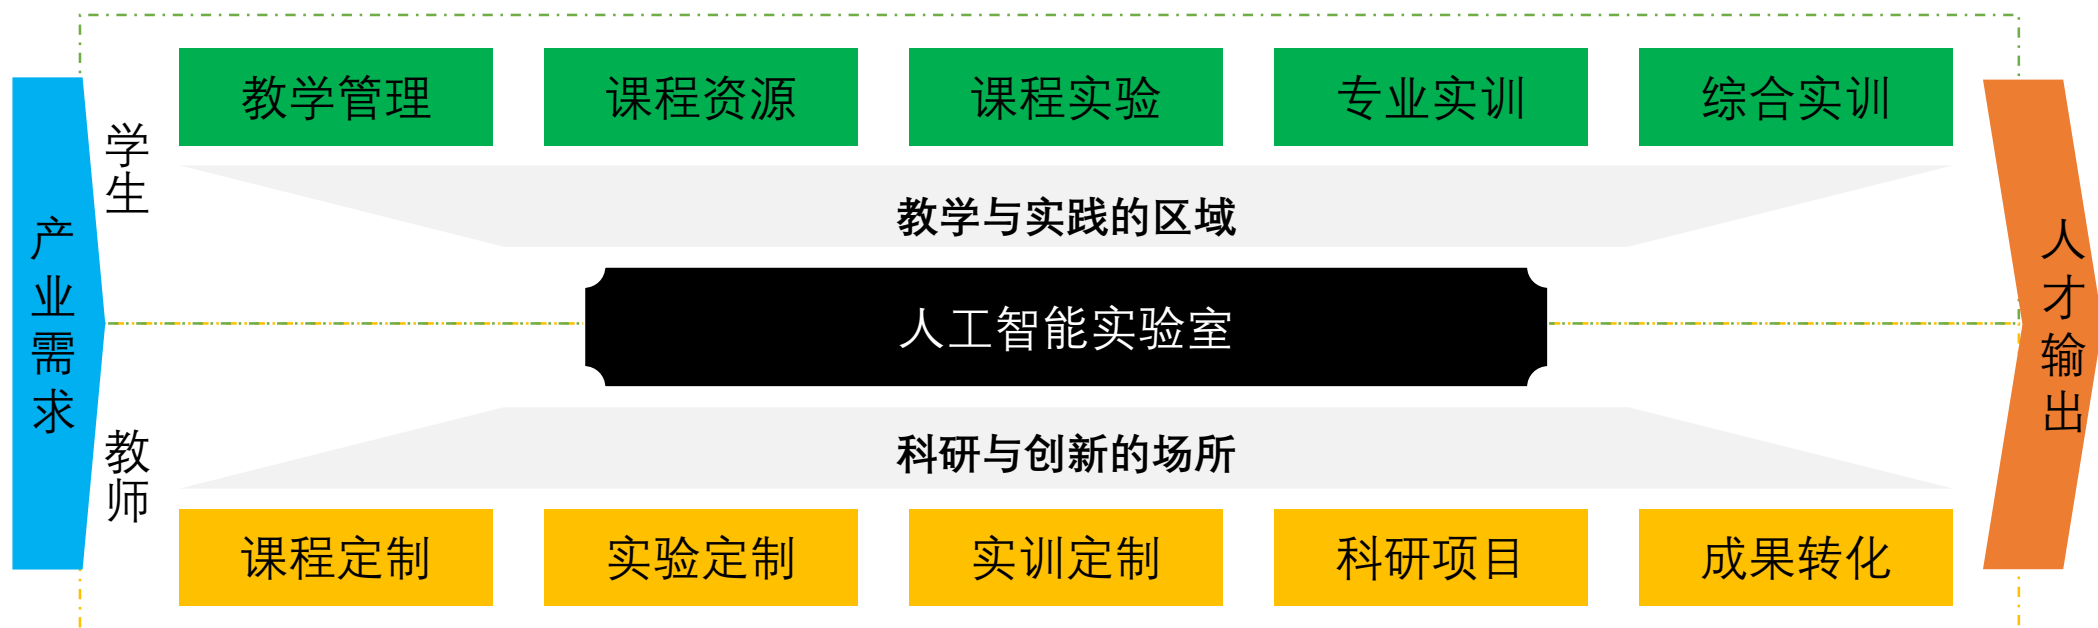 教学管理
课程资源
课程实验
专业实训
综合实训
学生
教学与实践的区域
产业需求
人工智能实验室
人才输出
教师
科研与创新的场所
课程定制
实验定制
实训定制
科研项目
成果转化